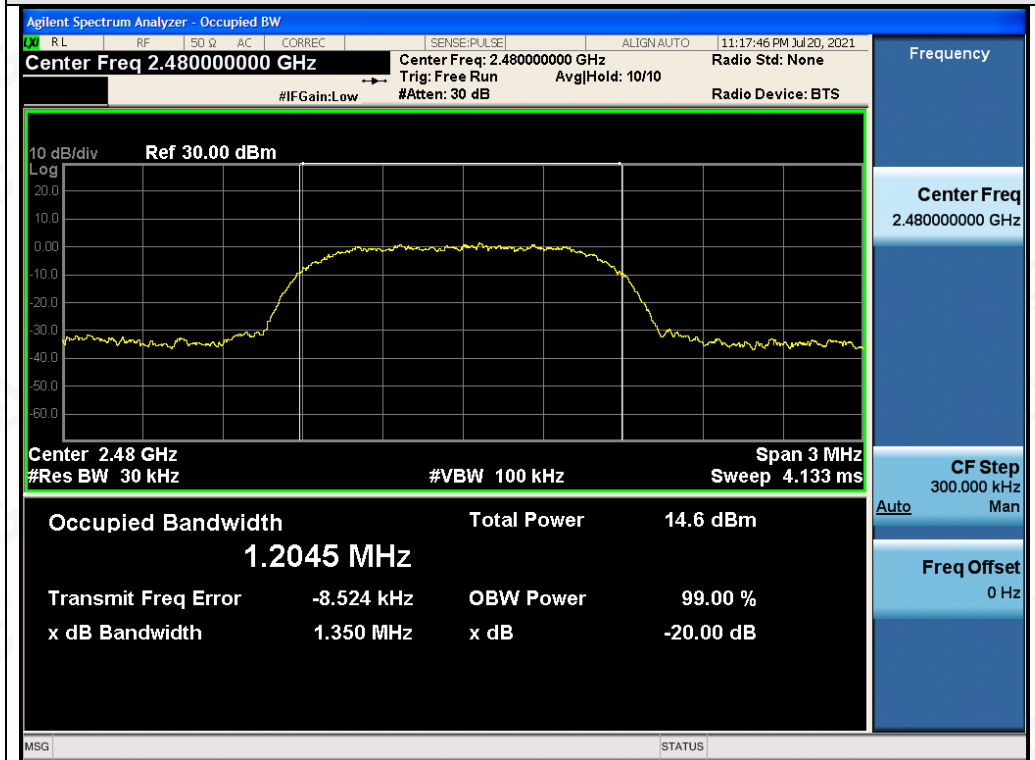 Agilent Spectrum Analyzer - Occupied BW
LXI RL RF 50 Ω AC CORREC SENSE:PULSE ALIGN AUTO 11:17:46 PM Jul 20, 2021
Center Freq 2.480000000 GHz
Center Freq: 2.480000000 GHz
Radio Std: None
Trig: Free Run Avg|Hold: 10/10
#IFGain:Low
#Atten: 30 dB
Radio Device: BTS
Frequency
10 dB/div Ref 30.00 dBm
Log
20.0
10.0
0.00
-10.0
-20.0
-30.0
-40.0
-50.0
-60.0
Center 2.48 GHz
Span 3 MHz
#Res BW 30 kHz
#VBW 100 kHz
Sweep 4.133 ms
Center Freq
2.480000000 GHz
CF Step
300.000 kHz
Auto Man
Freq Offset
0 Hz
Occupied Bandwidth
1.2045 MHz
Total Power 14.6 dBm
Transmit Freq Error -8.524 kHz OBW Power 99.00 %
x dB Bandwidth 1.350 MHz x dB -20.00 dB
MSG STATUS